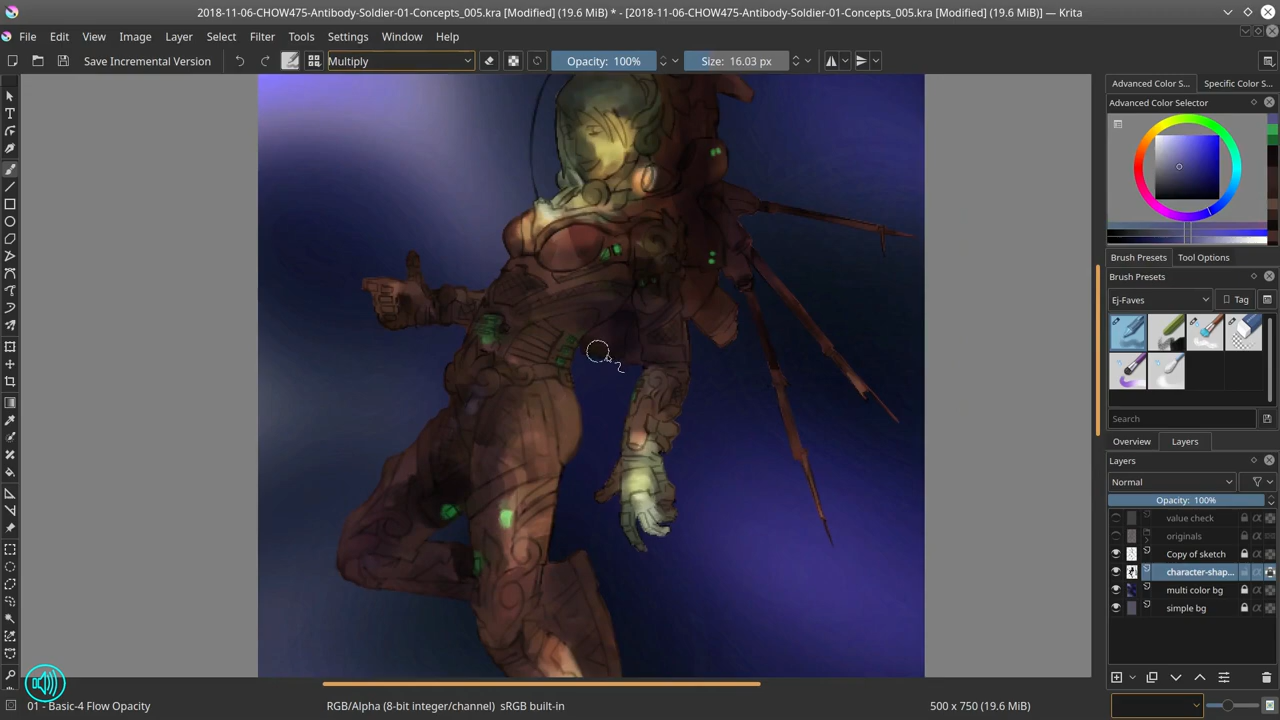 2018-11-06-CHOW475-Antibody-Soldier-01-Concepts_005.kra [Modified] (19.6 MiB) * - [2018-11-06-CHOW475-Antibody-Soldier-01-Concepts_005.kra [Modified] (19.6 MiB)] — Krita
File Edit View Image Layer Select Filter Tools Settings Window Help
Save Incremental Version Multiply Opacity: 100% Size: 16.03 px
Advanced Color S... Specific Color S...
Advanced Color Selector
Brush Presets Tool Options
Brush Presets
Ej-Faves Tag
Search
Overview Layers
Layers
Normal
Opacity: 100%
value check
originals
Copy of sketch
character-shap...
multi color bg
simple bg
01 - Basic-4 Flow Opacity RGB/Alpha (8-bit integer/channel) sRGB built-in 500 x 750 (19.6 MiB)